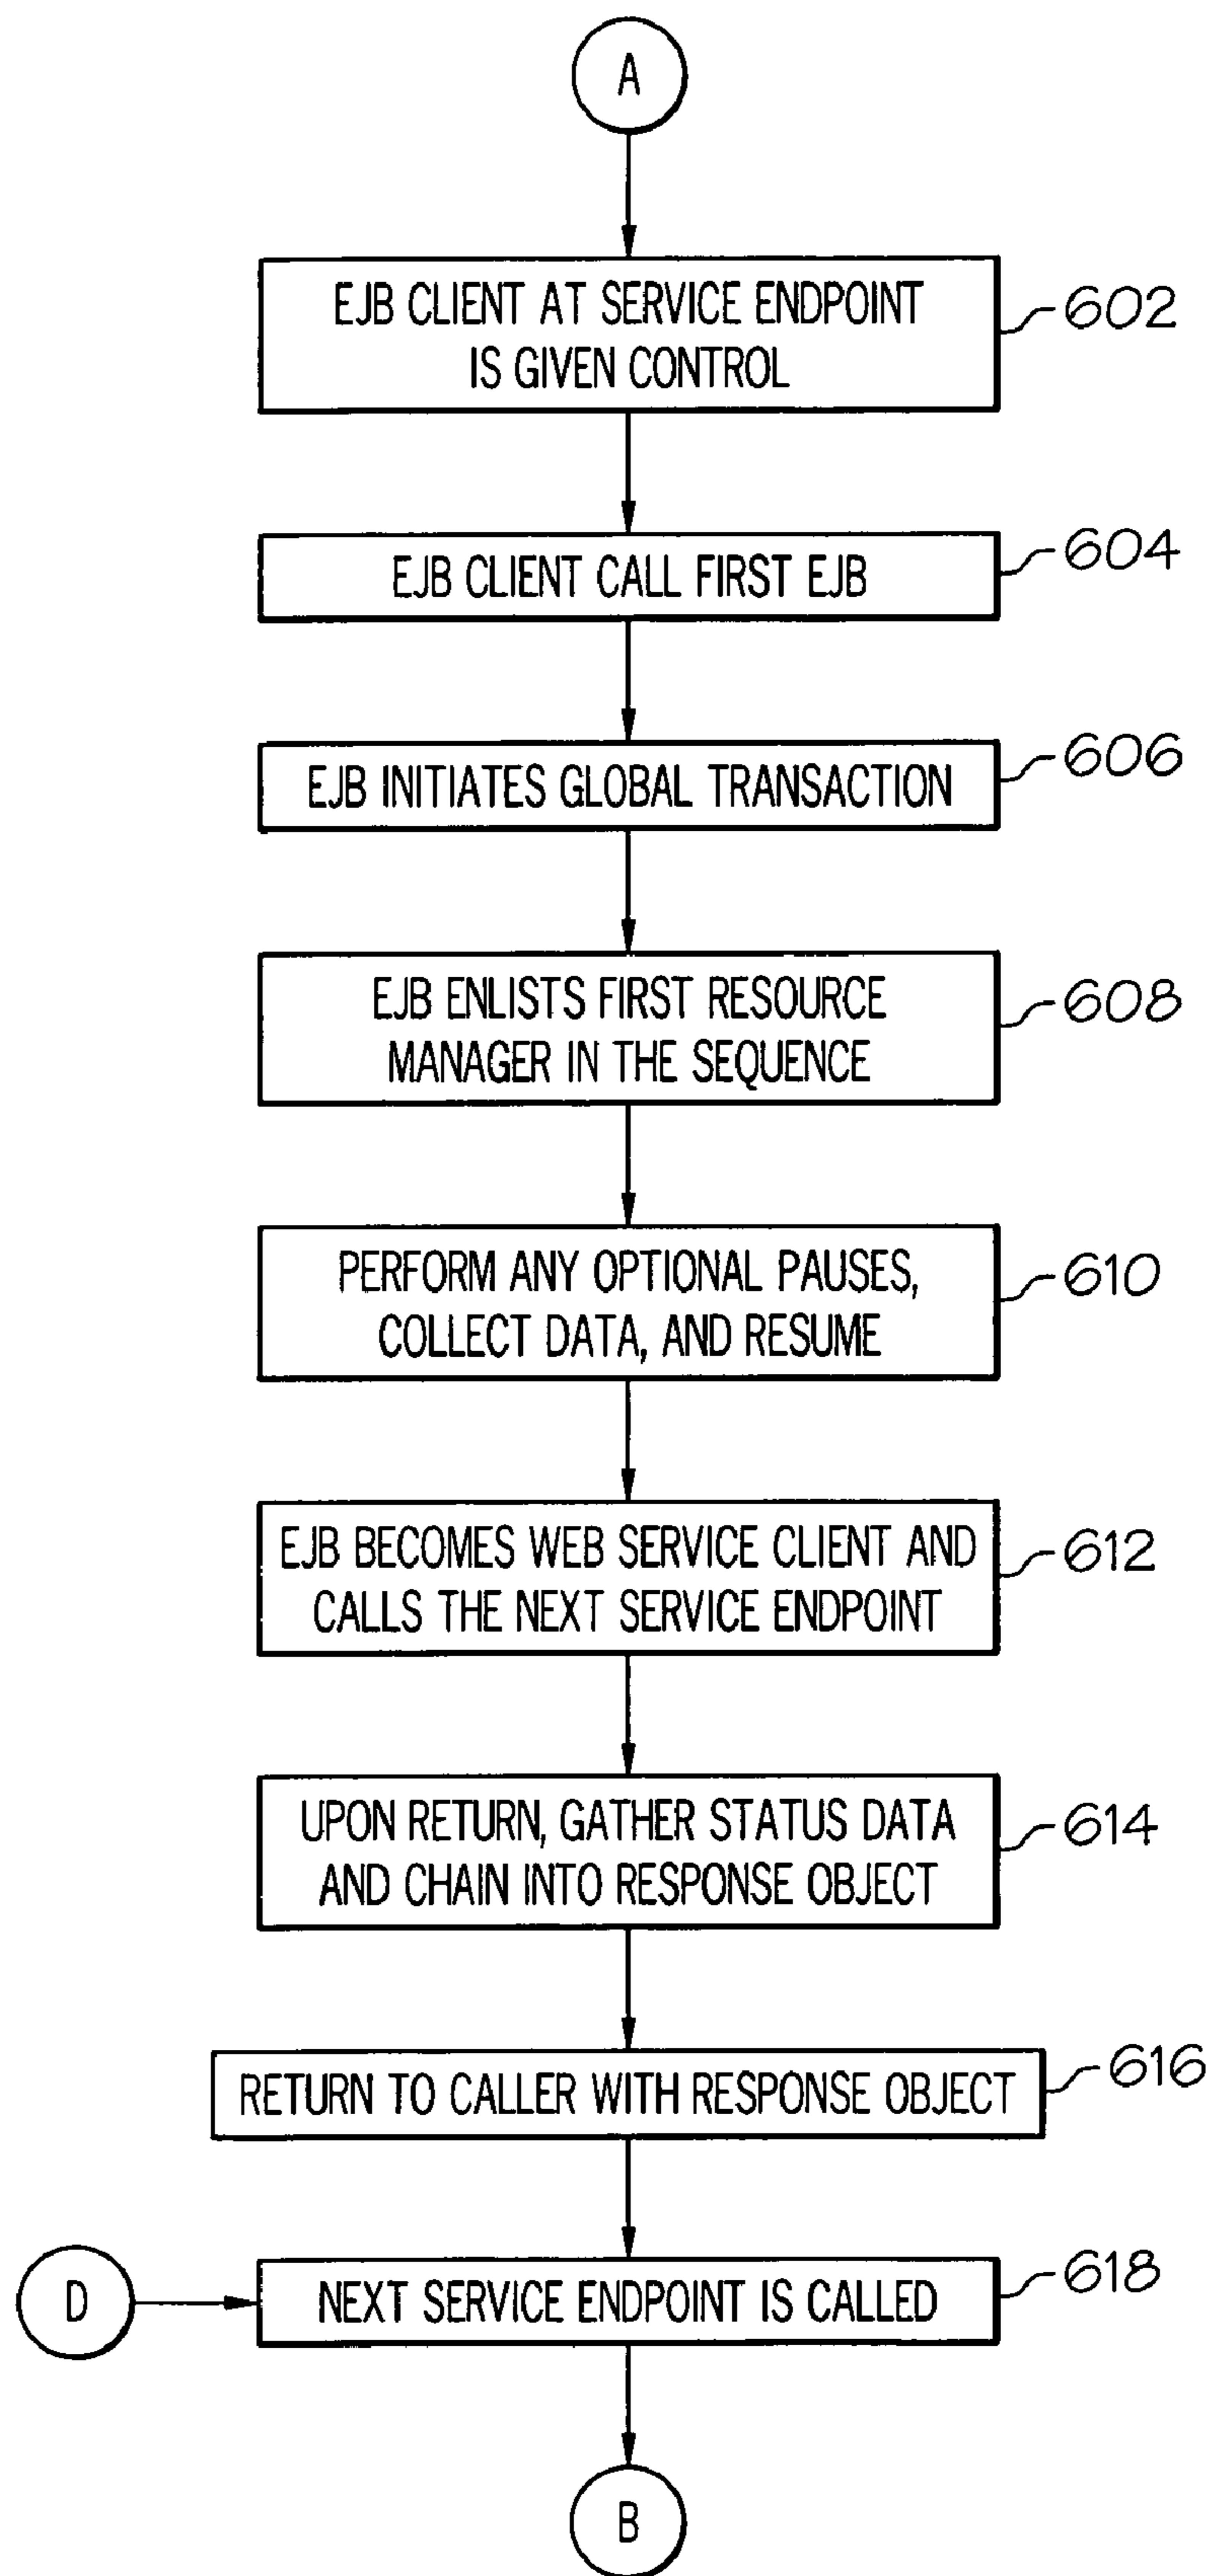 A
EJB CLIENT AT SERVICE ENDPOINT
IS GIVEN CONTROL
602
EJB CLIENT CALL FIRST EJB
604
EJB INITIATES GLOBAL TRANSACTION
606
EJB ENLISTS FIRST RESOURCE
MANAGER IN THE SEQUENCE
608
PERFORM ANY OPTIONAL PAUSES,
COLLECT DATA, AND RESUME
610
EJB BECOMES WEB SERVICE CLIENT AND
CALLS THE NEXT SERVICE ENDPOINT
612
UPON RETURN, GATHER STATUS DATA
AND CHAIN INTO RESPONSE OBJECT
614
RETURN TO CALLER WITH RESPONSE OBJECT
616
D
NEXT SERVICE ENDPOINT IS CALLED
618
B